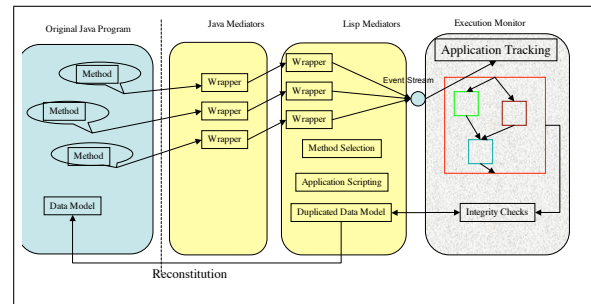 Original Java Program
Java Mediators
Lisp Mediators
Execution Monitor
Application Tracking
Method
Method
Method
Wrapper
Wrapper
Wrapper
Wrapper
Wrapper
Wrapper
Event Stream
Method Selection
Application Scripting
Data Model
Duplicated Data Model
Integrity Checks
Reconstitution